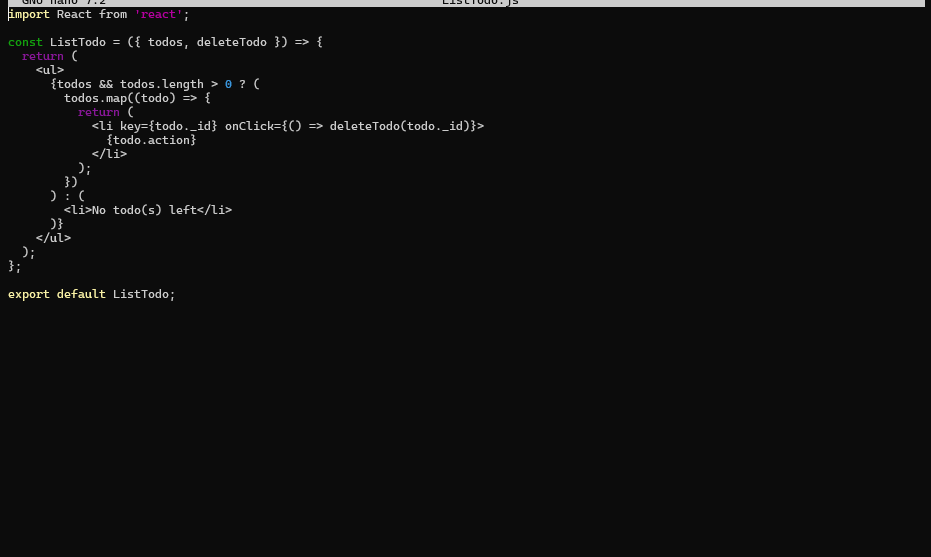 GNU nano 7.2 ListTodo.js
import React from 'react';
const ListTodo = ({ todos, deleteTodo }) => {
  return (
    <ul>
      {todos && todos.length > 0 ? (
        todos.map((todo) => {
          return (
            <li key={todo._id} onClick={() => deleteTodo(todo._id)}>
              {todo.action}
            </li>
          );
        })
      ) : (
        <li>No todo(s) left</li>
      )}
    </ul>
  );
};
export default ListTodo;